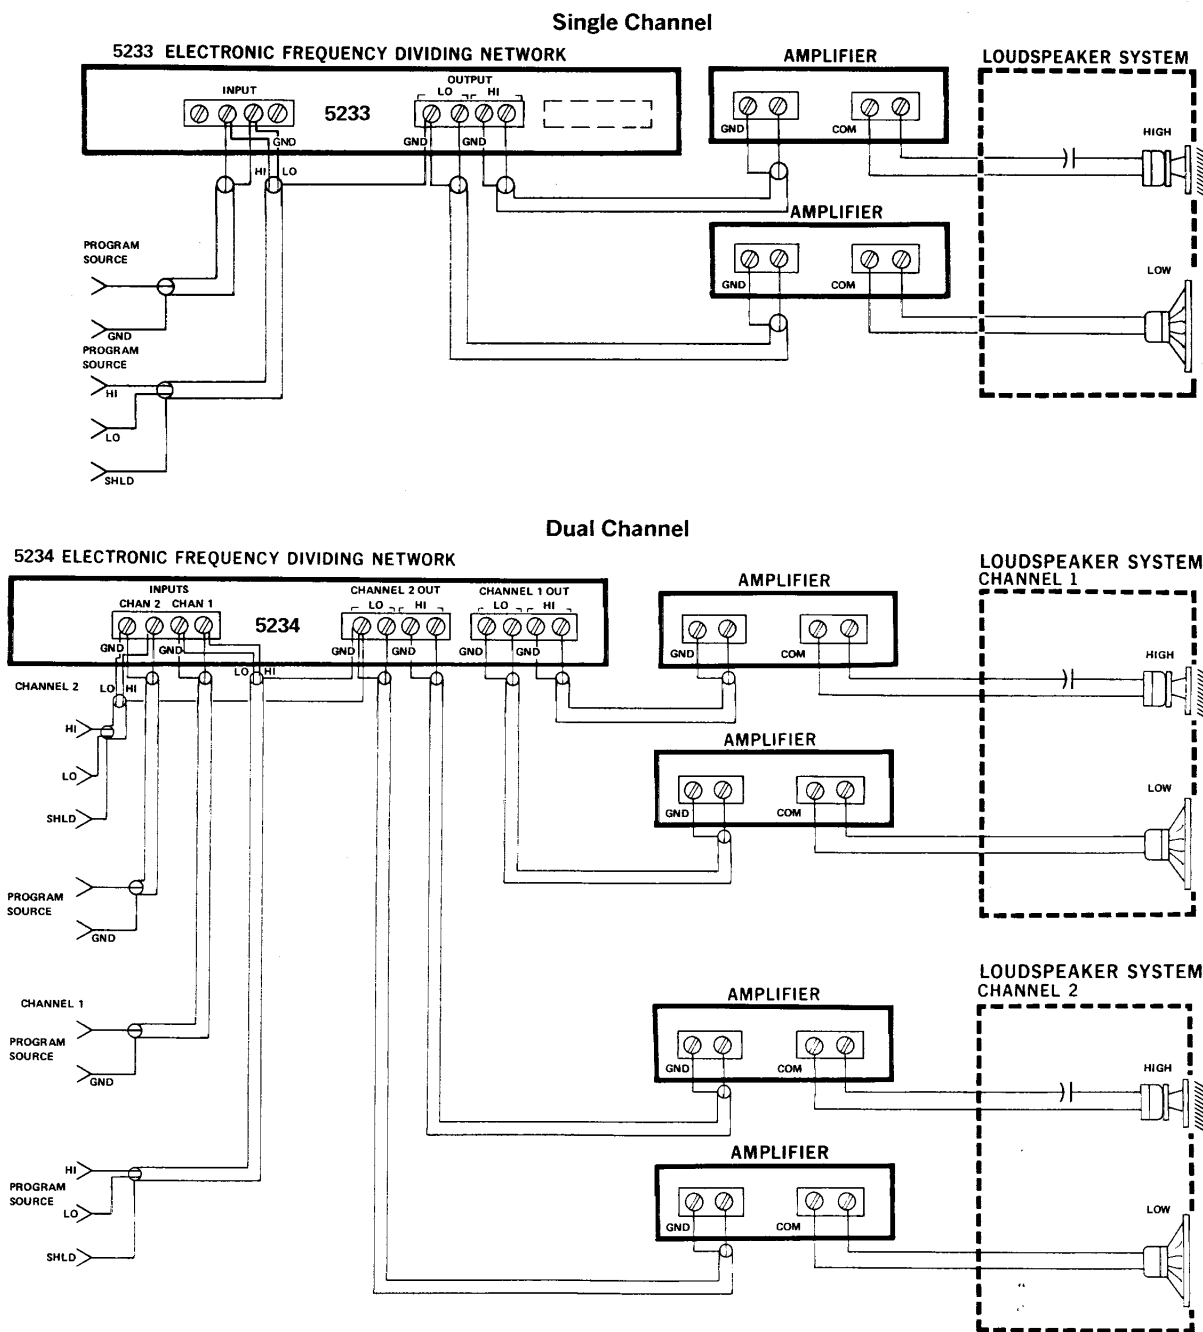 Single Channel
5233 ELECTRONIC FREQUENCY DIVIDING NETWORK
AMPLIFIER
LOUDSPEAKER SYSTEM
INPUT
5233
OUTPUT
LO HI
GND
GND
GND
HI LO
GND
COM
HIGH
AMPLIFIER
GND
COM
LOW
PROGRAM
SOURCE
GND
PROGRAM
SOURCE
HI
LO
SHLD
Dual Channel
5234 ELECTRONIC FREQUENCY DIVIDING NETWORK
AMPLIFIER
LOUDSPEAKER SYSTEM
CHANNEL 1
INPUTS
CHAN 2 CHAN 1
5234
CHANNEL 2 OUT
LO HI
CHANNEL 1 OUT
LO HI
GND
GND
GND
GND
GND
GND
LO HI
GND
COM
HIGH
CHANNEL 2
LO HI
HI
LO
SHLD
AMPLIFIER
GND
COM
LOW
PROGRAM
SOURCE
GND
CHANNEL 1
PROGRAM
SOURCE
GND
AMPLIFIER
GND
COM
LOUDSPEAKER SYSTEM
CHANNEL 2
HIGH
HI
PROGRAM
SOURCE
LO
SHLD
AMPLIFIER
GND
COM
LOW